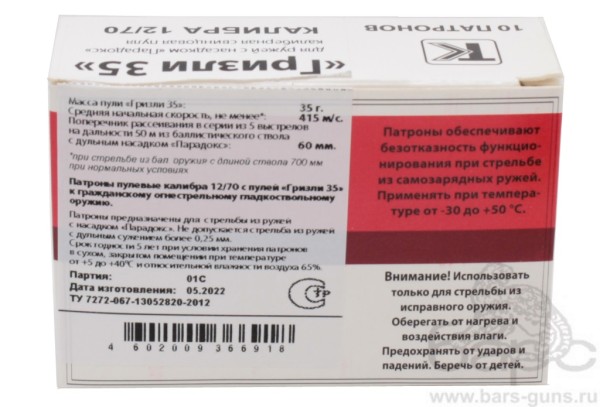 10 ПАТРОНОВ
ТК
КАЛИБРА 12/70
для ружей с насадком «Парадокс»
калиберная свинцовая пуля
«Гризли 35»
Масса пули «Гризли 35»: 35 г.
Средняя начальная скорость, не менее*: 415 м/с.
Поперечник рассеивания в серии из 5 выстрелов
на дальности 50 м из баллистического ствола
с дульным насадком «Парадокс»: 60 мм.
*при стрельбе из бал. оружия с длиной ствола 700 мм
при нормальных условиях
Патроны пулевые калибра 12/70 с пулей «Гризли 35»
к гражданскому огнестрельному гладкоствольному
оружию.
Патроны предназначены для стрельбы из ружей
с насадком «Парадокс». Не допускается стрельба из ружей
с дульным сужением более 0,25 мм.
Срок годности 5 лет при условии хранения патронов
в сухом, закрытом помещении при температуре
от +5 до +40°С и относительной влажности воздуха 65%.
Партия: 01С
Дата изготовления: 05.2022
ТУ 7272-067-13052820-2012
4 602009 366918
Патроны обеспечивают
безотказность функцио-
нирования при стрельбе
из самозарядных ружей.
Применять при темпера-
туре от -30 до +50 °С.
Внимание! Использовать
только для стрельбы из
исправного оружия.
Оберегать от нагрева и
воздействия влаги.
Предохранять от ударов и
падений. Беречь от детей.
www.bars-guns.ru